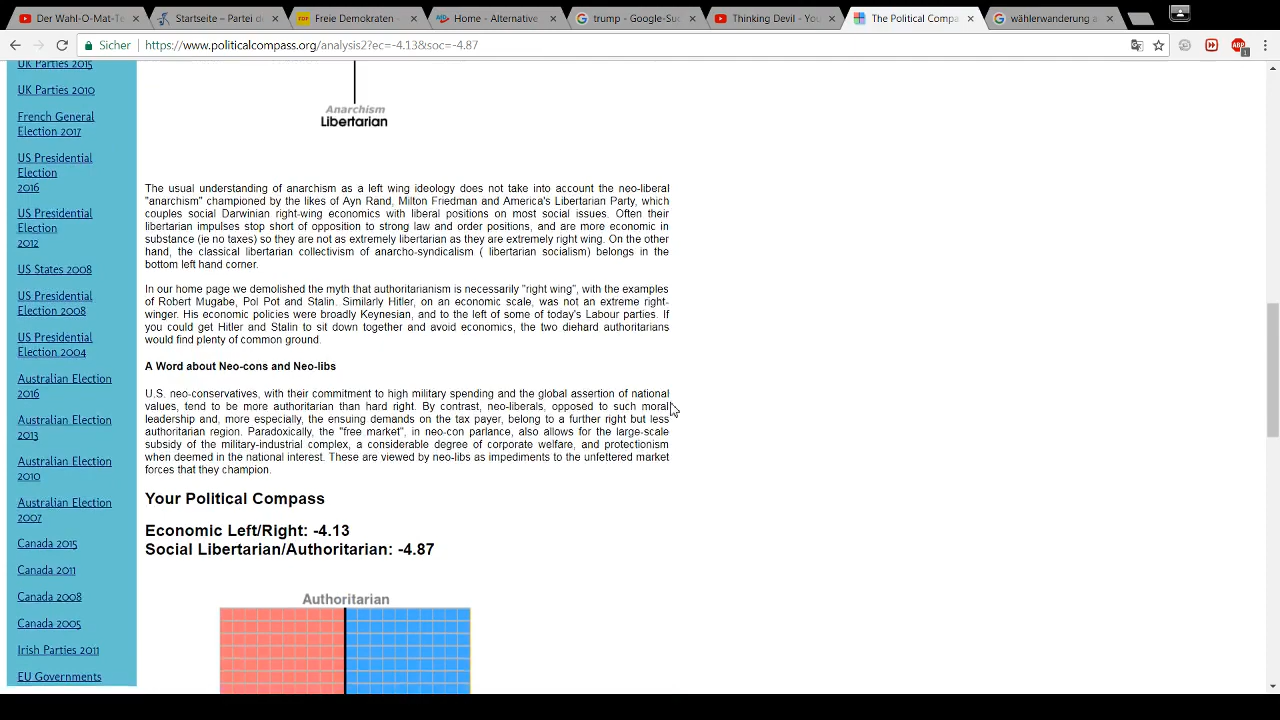 Der Wahl-O-Mat-Te
Startseite – Partei de
Freie Demokraten -
Home - Alternative
trump - Google-Su
Thinking Devil - You
The Political Compa
wählerwanderung a
Sicher
https://www.politicalcompass.org/analysis2?ec=-4.13&soc=-4.87
UK Parties 2015
UK Parties 2010
French General
Election 2017
US Presidential
Election
2016
US Presidential
Election
2012
US States 2008
US Presidential
Election 2008
US Presidential
Election 2004
Australian Election
2016
Australian Election
2013
Australian Election
2010
Australian Election
2007
Canada 2015
Canada 2011
Canada 2008
Canada 2005
Irish Parties 2011
EU Governments
Anarchism
Libertarian
The usual understanding of anarchism as a left wing ideology does not take into account the neo-liberal
"anarchism" championed by the likes of Ayn Rand, Milton Friedman and America's Libertarian Party, which
couples social Darwinian right-wing economics with liberal positions on most social issues. Often their
libertarian impulses stop short of opposition to strong law and order positions, and are more economic in
substance (ie no taxes) so they are not as extremely libertarian as they are extremely right wing. On the other
hand, the classical libertarian collectivism of anarcho-syndicalism ( libertarian socialism) belongs in the
bottom left hand corner.
In our home page we demolished the myth that authoritarianism is necessarily "right wing", with the examples
of Robert Mugabe, Pol Pot and Stalin. Similarly Hitler, on an economic scale, was not an extreme right-
winger. His economic policies were broadly Keynesian, and to the left of some of today's Labour parties. If
you could get Hitler and Stalin to sit down together and avoid economics, the two diehard authoritarians
would find plenty of common ground.
A Word about Neo-cons and Neo-libs
U.S. neo-conservatives, with their commitment to high military spending and the global assertion of national
values, tend to be more authoritarian than hard right. By contrast, neo-liberals, opposed to such moral
leadership and, more especially, the ensuing demands on the tax payer, belong to a further right but less
authoritarian region. Paradoxically, the "free market", in neo-con parlance, also allows for the large-scale
subsidy of the military-industrial complex, a considerable degree of corporate welfare, and protectionism
when deemed in the national interest. These are viewed by neo-libs as impediments to the unfettered market
forces that they champion.
Your Political Compass
Economic Left/Right: -4.13
Social Libertarian/Authoritarian: -4.87
Authoritarian